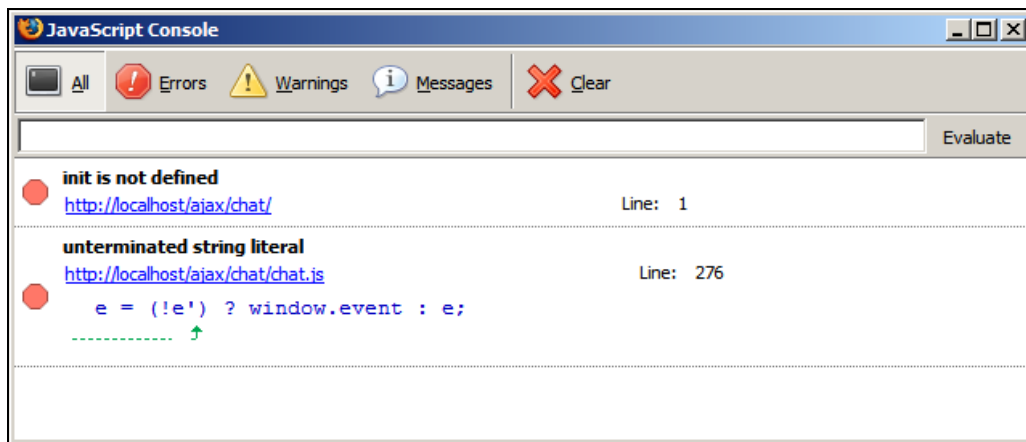 JavaScript Console
All Errors Warnings Messages Clear
Evaluate
init is not defined
http://localhost/ajax/chat/ Line: 1
unterminated string literal
http://localhost/ajax/chat/chat.js Line: 276
e = (!e') ? window.event : e;